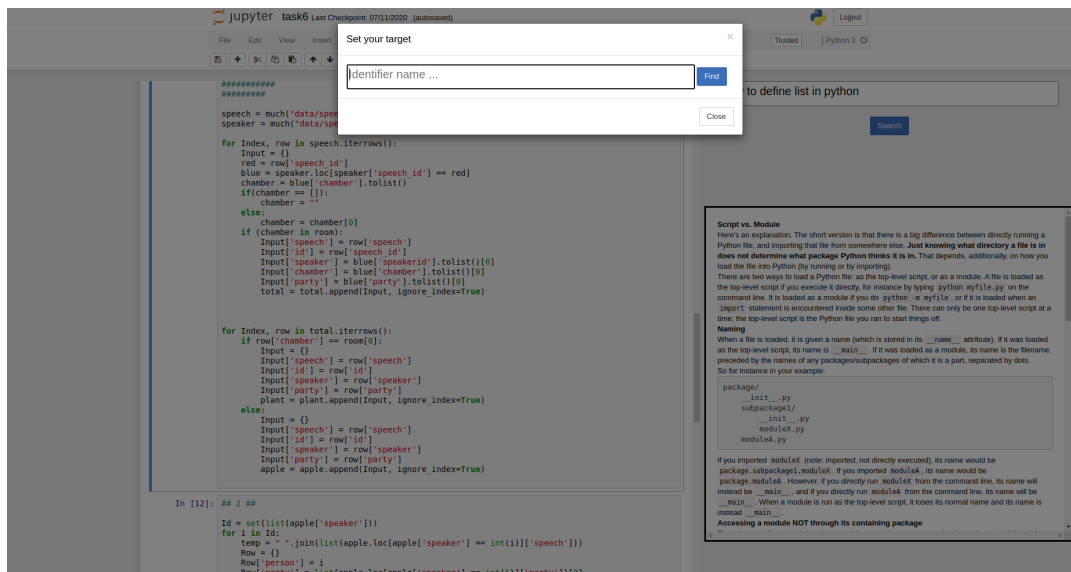 jupyter task6 Last Checkpoint: 07/11/2020 (autosaved)
Logout
File Edit View Insert
Trusted Python 3
Set your target
×
Identifier name ...
Find
Close
to define list in python
Search
###########
#########
speech = much("data/spee
speaker = much("data/spe
for Index, row in speech.iterrows():
    Input = {}
    red = row['speech_id']
    blue = speaker.loc[speaker['speech_id'] == red]
    chamber = blue['chamber'].tolist()
    if(chamber == []):
        chamber = ""
    else:
        chamber = chamber[0]
    if (chamber in room):
        Input['speech'] = row['speech']
        Input['id'] = row['speech_id']
        Input['speaker'] = blue['speakerid'].tolist()[0]
        Input['chamber'] = blue['chamber'].tolist()[0]
        Input['party'] = blue['party'].tolist()[0]
        total = total.append(Input, ignore_index=True)
for Index, row in total.iterrows():
    if row['chamber'] == room[0]:
        Input = {}
        Input['speech'] = row['speech']
        Input['id'] = row['id']
        Input['speaker'] = row['speaker']
        Input['party'] = row['party']
        plant = plant.append(Input, ignore_index=True)
    else:
        Input = {}
        Input['speech'] = row['speech']
        Input['id'] = row['id']
        Input['speaker'] = row['speaker']
        Input['party'] = row['party']
        apple = apple.append(Input, ignore_index=True)
In [12]: ## 1 ##
Id = set(list(apple['speaker']))
for i in Id:
    temp = " ".join(list(apple.loc[apple['speaker'] == int(i)]['speech']))
    Row = {}
    Row['person'] = i
    Row['party'] = list(apple.loc[apple['speaker'] == int(i)]['party'])[0]
Script vs. Module
Here's an explanation. The short version is that there is a big difference between directly running a
Python file, and importing that file from somewhere else. Just knowing what directory a file is in
does not determine what package Python thinks it is in. That depends, additionally, on how you
load the file into Python (by running or by importing).
There are two ways to load a Python file: as the top-level script, or as a module. A file is loaded as
the top-level script if you execute it directly, for instance by typing python myfile.py on the
command line. It is loaded as a module if you do python -m myfile , or if it is loaded when an
import statement is encountered inside some other file. There can only be one top-level script at a
time; the top-level script is the Python file you ran to start things off.
Naming
When a file is loaded, it is given a name (which is stored in its __name__ attribute). If it was loaded
as the top-level script, its name is __main__ . If it was loaded as a module, its name is the filename,
preceded by the names of any packages/subpackages of which it is a part, separated by dots.
So for instance in your example:
package/
    __init__.py
    subpackage1/
        __init__.py
        moduleX.py
    moduleA.py
if you imported moduleX (note: imported, not directly executed), its name would be
package.subpackage1.moduleX . If you imported moduleA , its name would be
package.moduleA . However, if you directly run moduleX from the command line, its name will
instead be __main__ , and if you directly run moduleA from the command line, its name will be
__main__ . When a module is run as the top-level script, it loses its normal name and its name is
instead __main__ .
Accessing a module NOT through its containing package